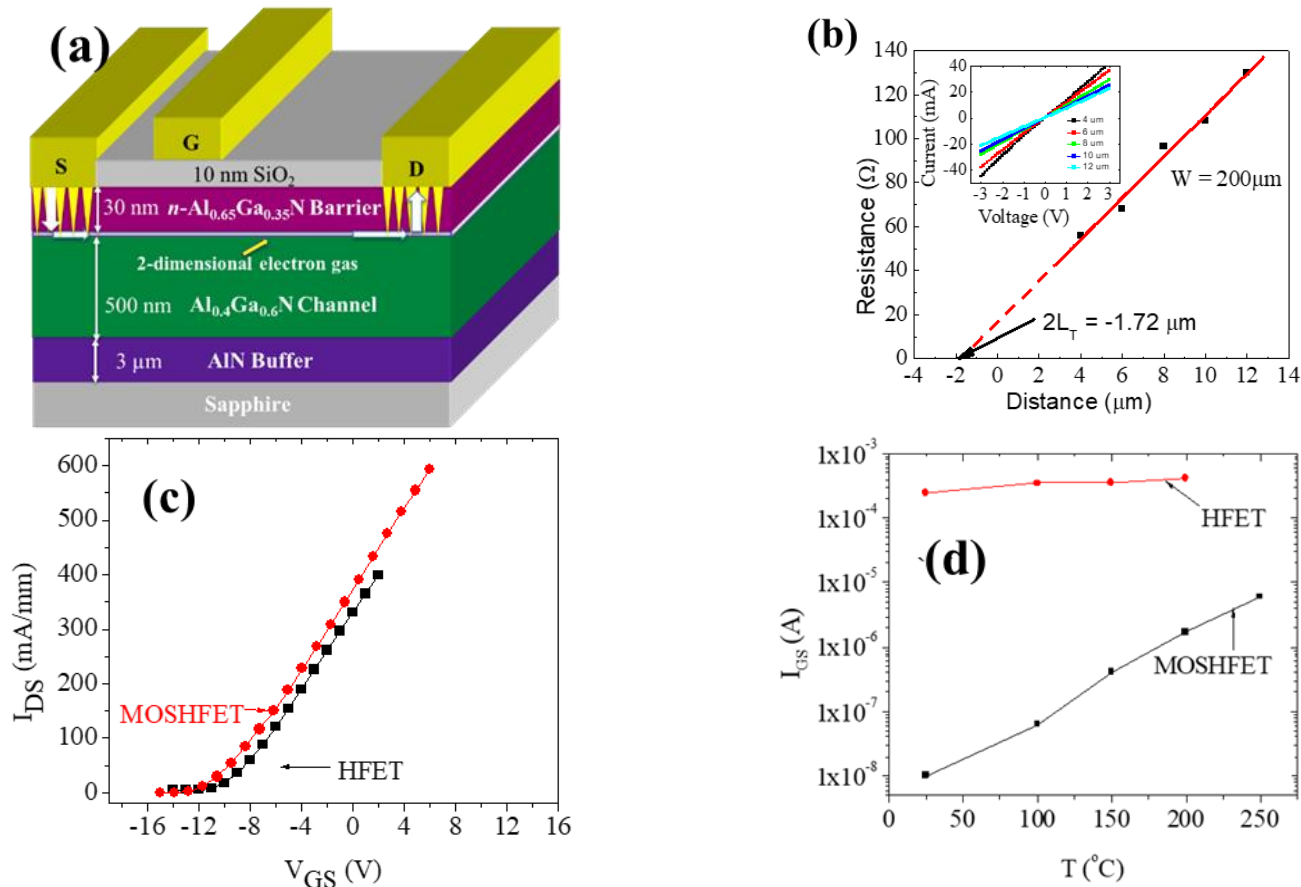 (a)
S
G
D
10 nm SiO₂
30 nm n-Al₀.₆₅Ga₀.₃₅N Barrier
2-dimensional electron gas
500 nm Al₀.₄Ga₀.₆N Channel
3 µm AlN Buffer
Sapphire
(b)
140
120
100
80
60
40
20
0
Resistance (Ω)
-4 -2 0 2 4 6 8 10 12 14
Distance (µm)
W = 200µm
2L_T = -1.72 µm
40
20
0
-20
-40
Current (mA)
-3 -2 -1 0 1 2 3
Voltage (V)
4 um
6 um
8 um
10 um
12 um
(c)
600
500
400
300
200
100
0
I_DS (mA/mm)
MOSHFET
HFET
-16 -12 -8 -4 0 4 8 12 16
V_GS (V)
(d)
1x10⁻³
1x10⁻⁴
1x10⁻⁵
1x10⁻⁶
1x10⁻⁷
1x10⁻⁸
I_GS (A)
HFET
MOSHFET
0 50 100 150 200 250
T (°C)